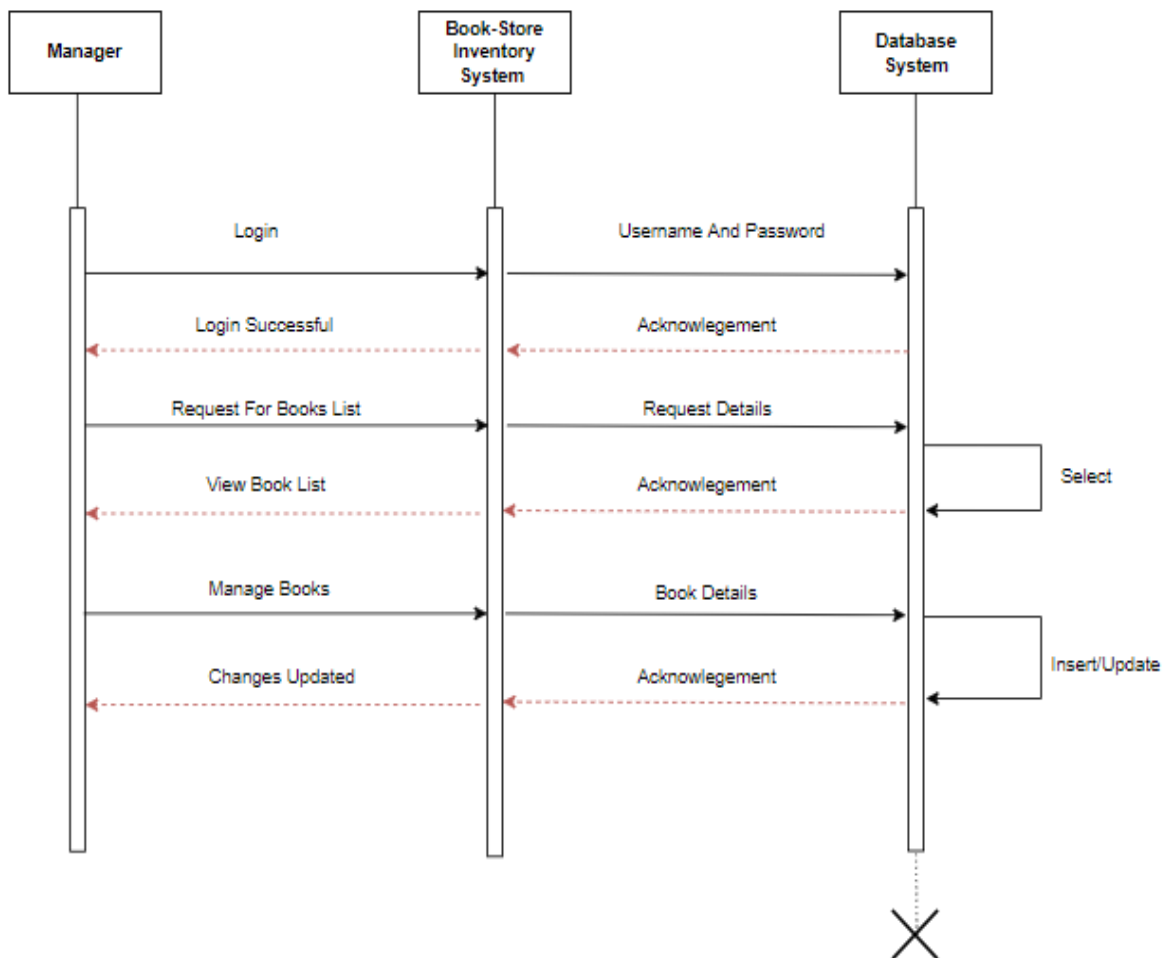 Manager
Book-Store
Inventory
System
Database
System
Login
Username And Password
Login Successful
Acknowlegement
Request For Books List
Request Details
Select
View Book List
Acknowlegement
Manage Books
Book Details
Insert/Update
Changes Updated
Acknowlegement